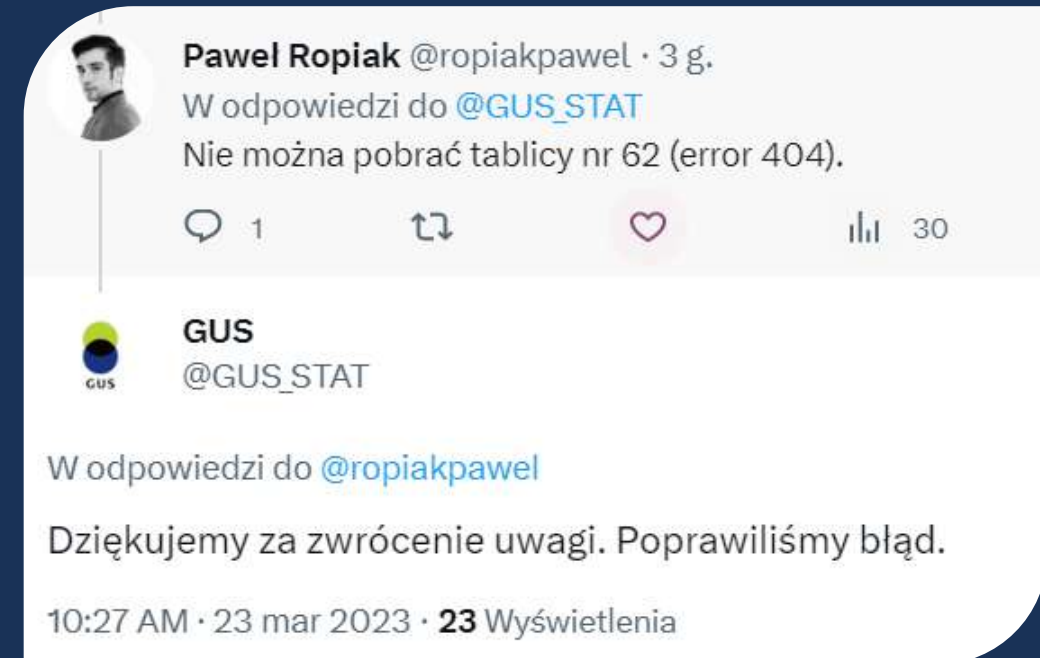 Paweł Ropiak @ropiakpawel · 3 g.
W odpowiedzi do @GUS_STAT
Nie można pobrać tablicy nr 62 (error 404).
1 30
GUS
GUS
@GUS_STAT
W odpowiedzi do @ropiakpawel
Dziękujemy za zwrócenie uwagi. Poprawiliśmy błąd.
10:27 AM · 23 mar 2023 · 23 Wyświetlenia